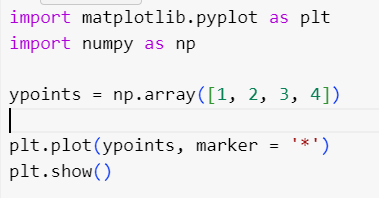 import matplotlib.pyplot as plt
import numpy as np
ypoints = np.array([1, 2, 3, 4])
plt.plot(ypoints, marker = '*')
plt.show()